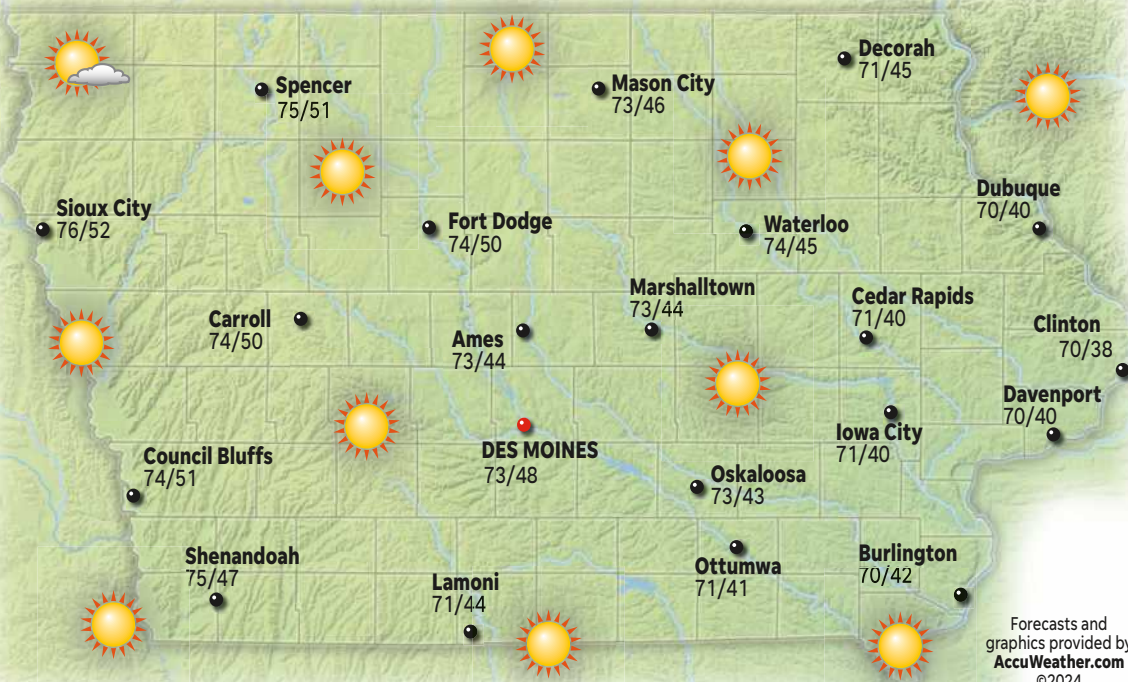 Decorah
71/45
Spencer
75/51
Mason City
73/46
Dubuque
70/40
Sioux City
76/52
Fort Dodge
74/50
Waterloo
74/45
Marshalltown
73/44
Cedar Rapids
71/40
Carroll
74/50
Ames
73/44
Clinton
70/38
Davenport
70/40
Iowa City
71/40
DES MOINES
73/48
Council Bluffs
74/51
Oskaloosa
73/43
Shenandoah
75/47
Lamoni
71/44
Ottumwa
71/41
Burlington
70/42
Forecasts and
graphics provided by
AccuWeather.com
©2024